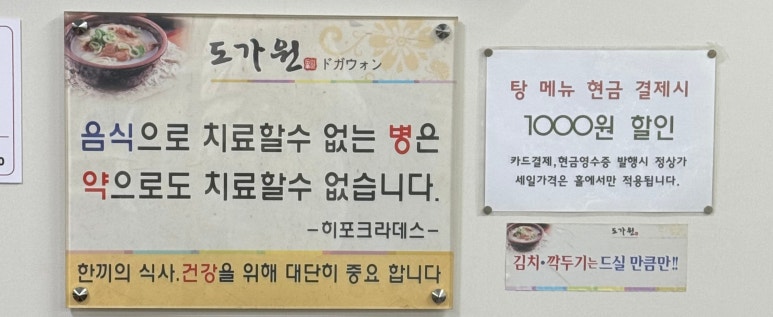 도가원 ドガウォン
음식으로 치료할수 없는 병은
약으로도 치료할수 없습니다.
-히포크라데스-
한끼의 식사.건강을 위해 대단히 중요 합니다
탕 메뉴 현금 결제시
1000원 할인
카드결제,현금영수증 발행시 정상가
세일가격은 홀에서만 적용됩니다.
도가원
김치·깍두기는 드실 만큼만!!